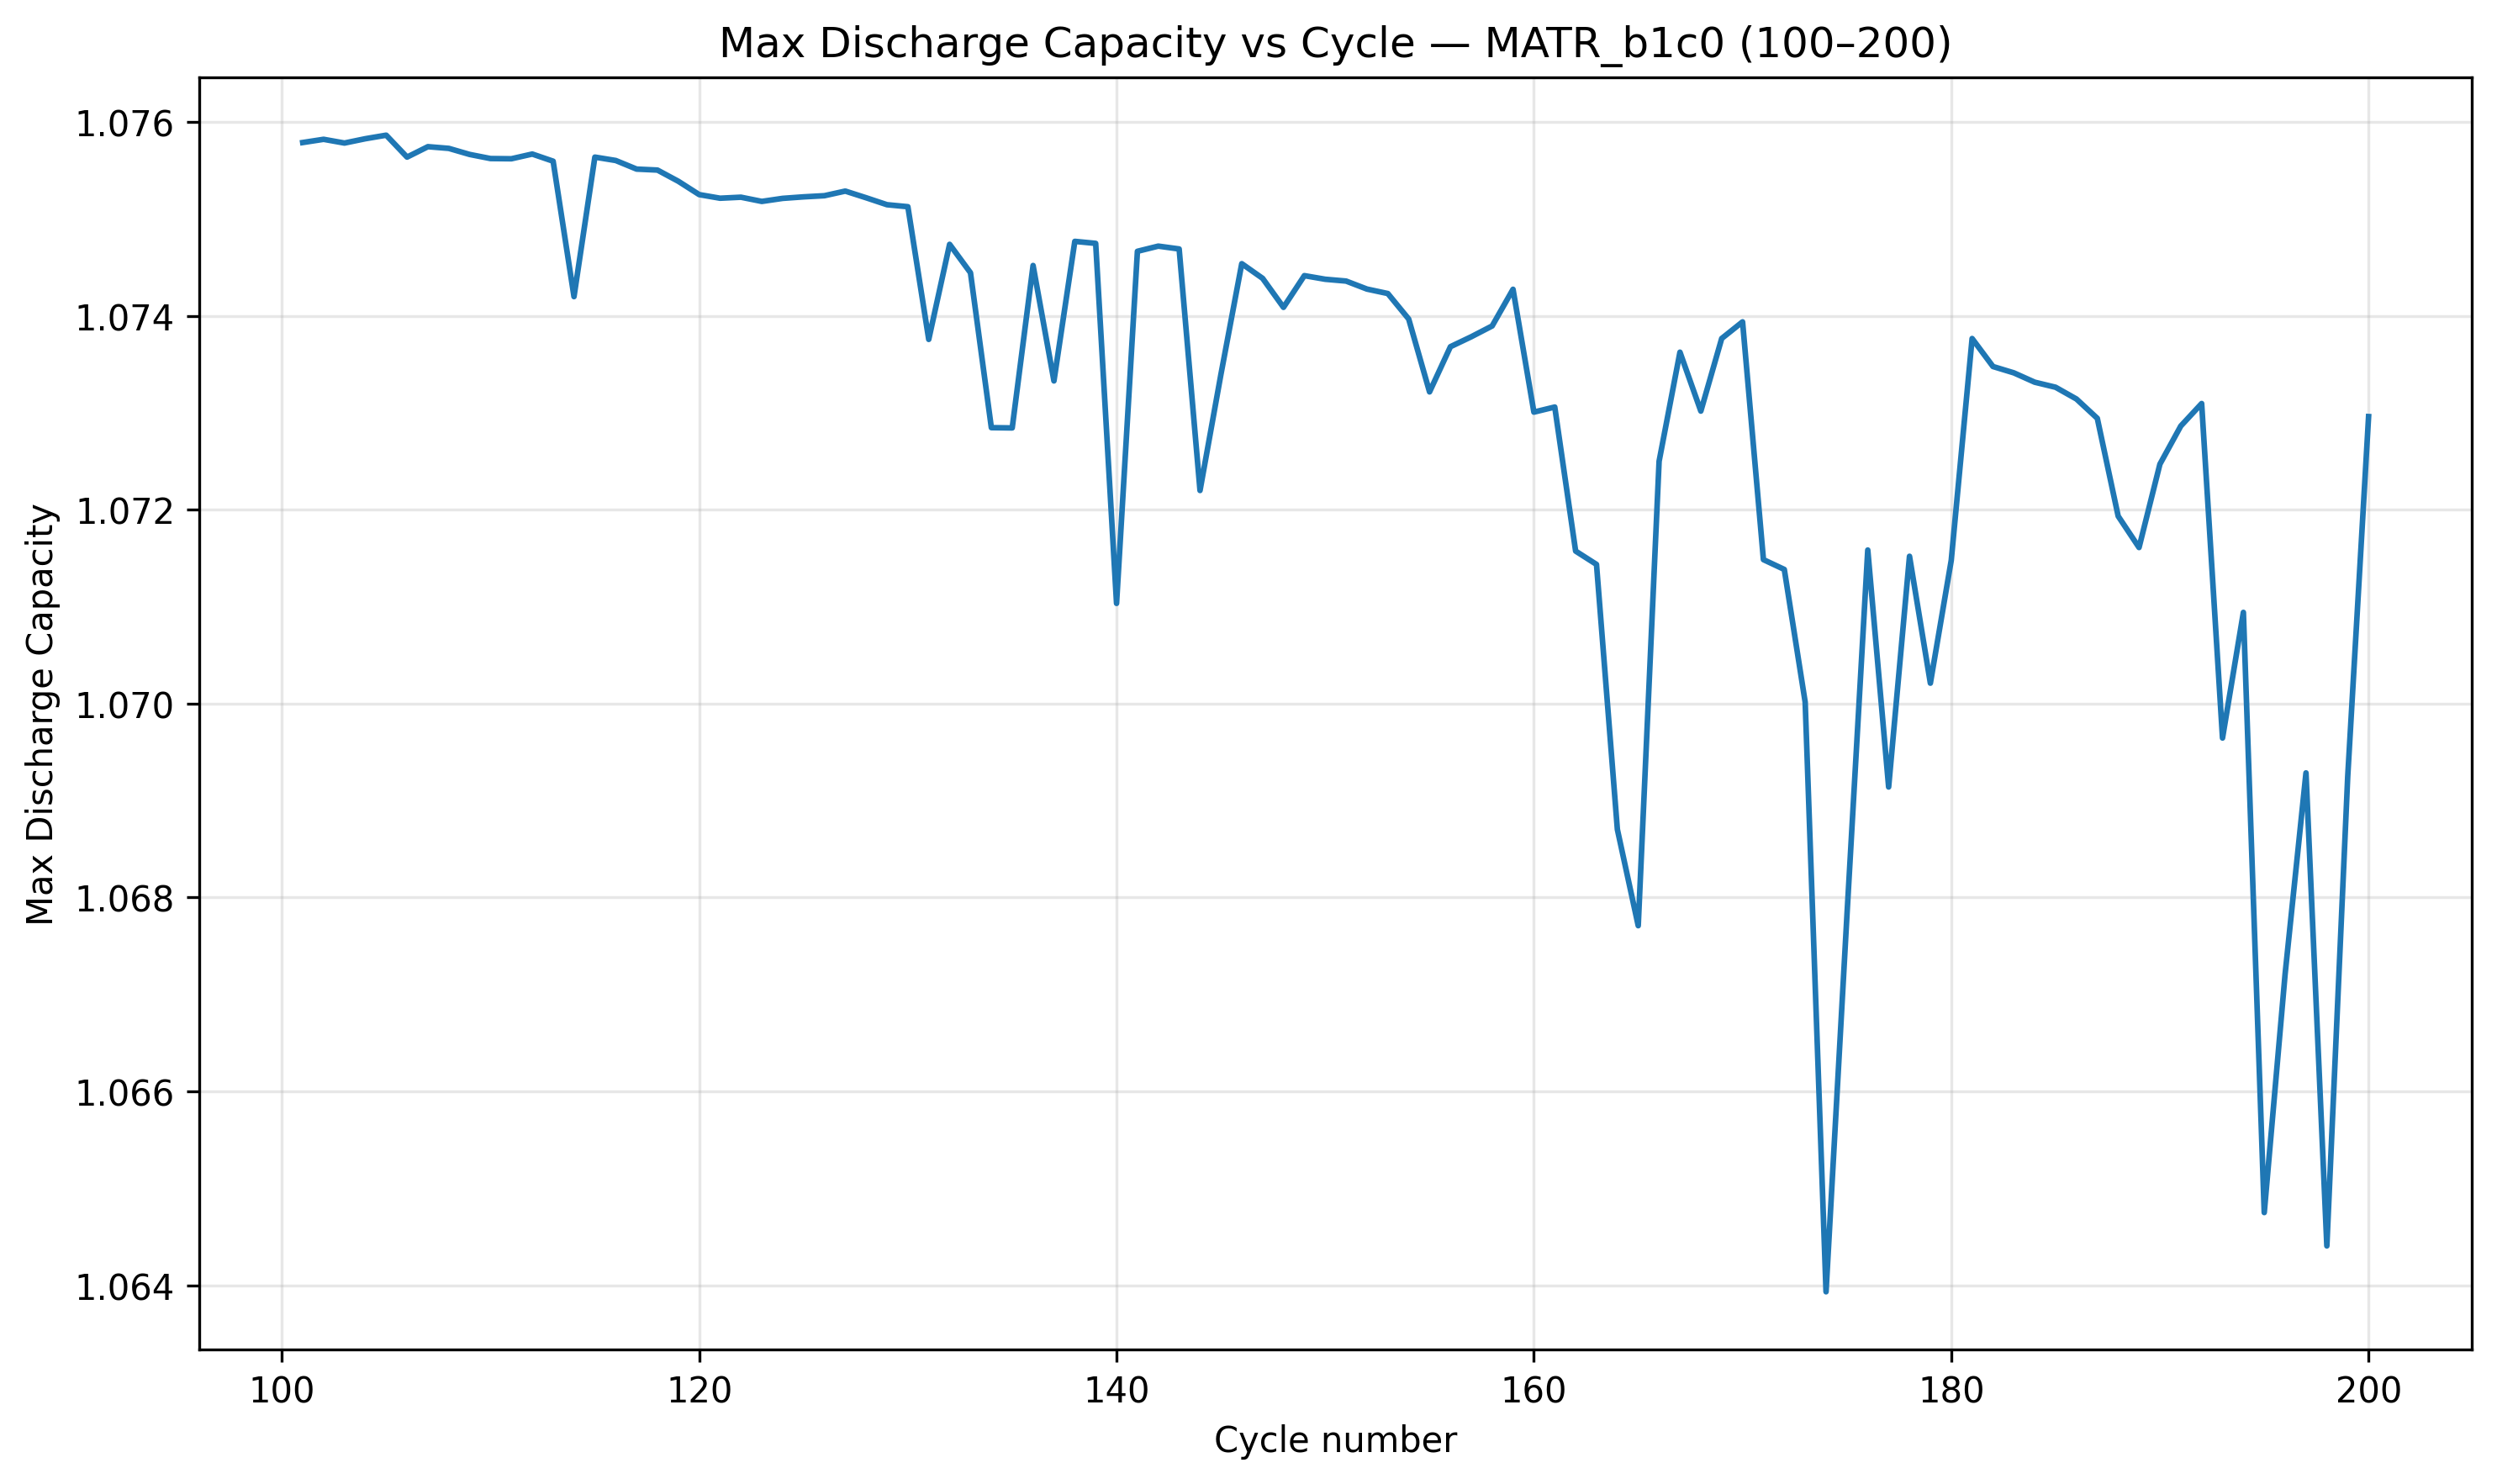 Max Discharge Capacity vs Cycle — MATR_b1c0 (100–200)
Max Discharge Capacity
1.076
1.074
1.072
1.070
1.068
1.066
1.064
100 120 140 160 180 200
Cycle number